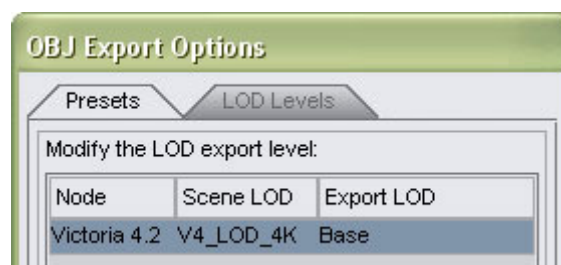 OBJ Export Options
Presets LOD Levels
Modify the LOD export level:
Node Scene LOD Export LOD
Victoria 4.2 V4_LOD_4K Base